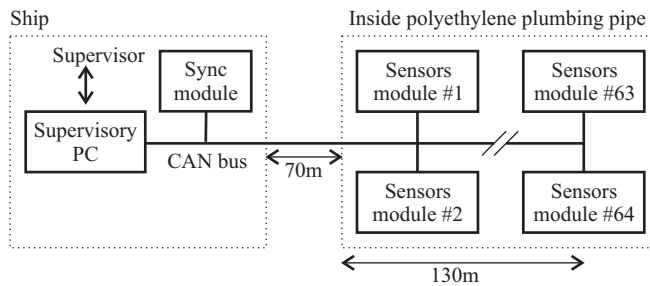 Ship
Inside polyethylene plumbing pipe
Supervisor
Sync
module
Supervisory
PC
CAN bus
70m
Sensors
module #1
Sensors
module #63
Sensors
module #2
Sensors
module #64
130m